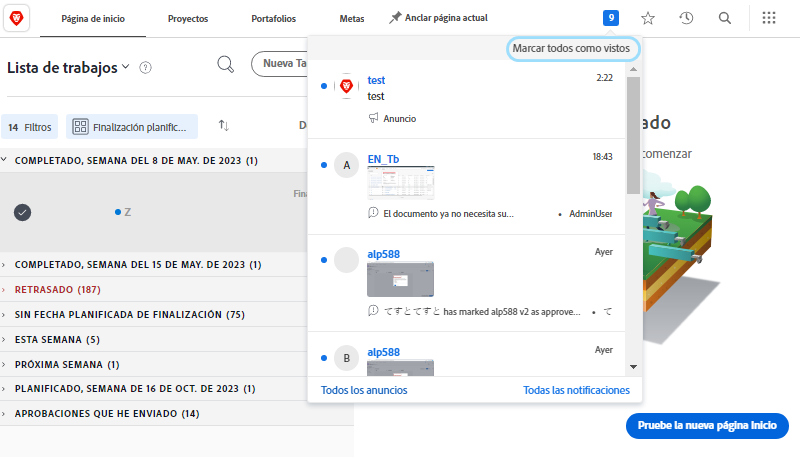 Página de inicio Proyectos Portafolios Metas Anclar página actual 9
Marcar todos como vistos
Lista de trabajos
Nueva Ta
test 2:22
test
Anuncio
14 Filtros
Finalización planific...
D
COMPLETADO, SEMANA DEL 8 DE MAY. DE 2023 (1)
Fina
Z
A
EN_Tb 18:43
El documento ya no necesita su... • AdminUser
alp588 Ayer
てすとてすと has marked alp588 v2 as approve... • て
B
alp588 Ayer
Todos los anuncios Todas las notificaciones
COMPLETADO, SEMANA DEL 15 DE MAY. DE 2023 (1)
RETRASADO (187)
SIN FECHA PLANIFICADA DE FINALIZACIÓN (75)
ESTA SEMANA (5)
PRÓXIMA SEMANA (1)
PLANIFICADO, SEMANA DE 16 DE OCT. DE 2023 (1)
APROBACIONES QUE HE ENVIADO (14)
ado
comenzar
Pruebe la nueva página Inicio